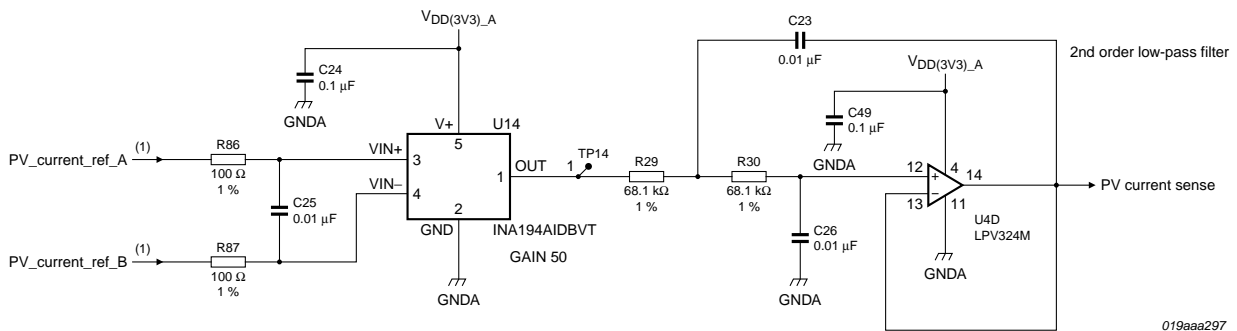 V_DD(3V3)_A
C24
0.1 μF
GNDA
V+
U14
5
PV_current_ref_A
(1)
R86
100 Ω
1 %
VIN+
3
VIN−
4
OUT
1
C25
0.01 μF
2
GND
INA194AIDBVT
GAIN 50
GNDA
PV_current_ref_B
(1)
R87
100 Ω
1 %
1
TP14
R29
68.1 kΩ
1 %
R30
68.1 kΩ
1 %
C23
0.01 μF
2nd order low-pass filter
V_DD(3V3)_A
C49
0.1 μF
GNDA
12
+
4
14
13
−
11
PV current sense
U4D
LPV324M
C26
0.01 μF
GNDA
GNDA
019aaa297